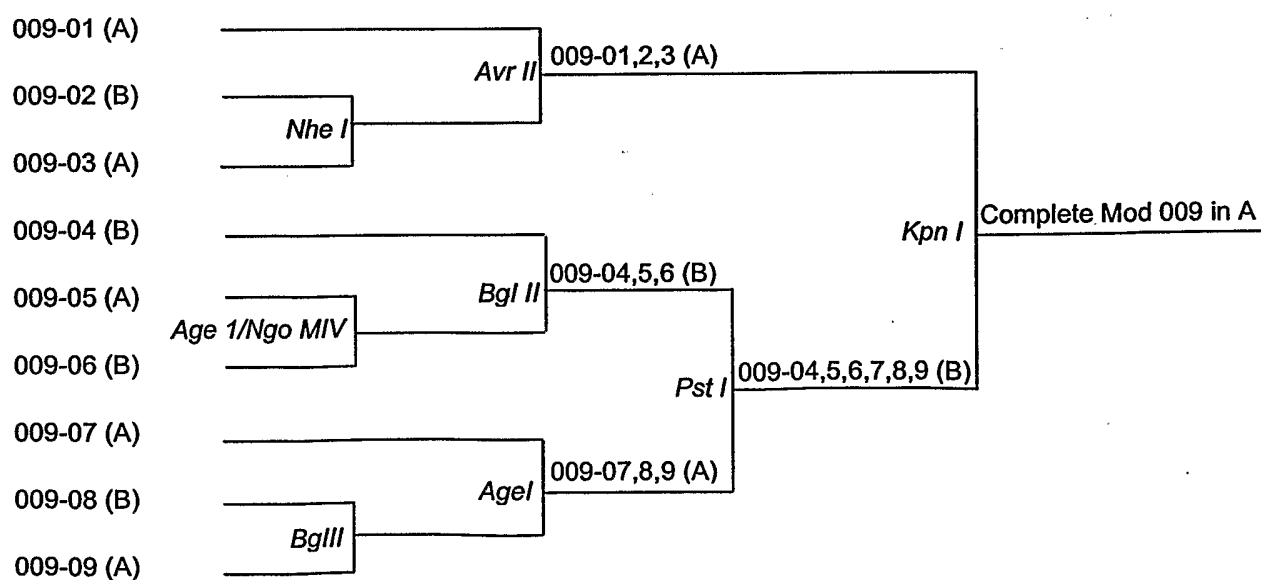 009-01 (A)
009-01,2,3 (A)
Avr II
009-02 (B)
Nhe I
009-03 (A)
Complete Mod 009 in A
009-04 (B)
Kpn I
009-04,5,6 (B)
Bgl II
009-05 (A)
Age 1/Ngo MIV
009-06 (B)
009-04,5,6,7,8,9 (B)
Pst I
009-07 (A)
009-07,8,9 (A)
AgeI
009-08 (B)
BglII
009-09 (A)